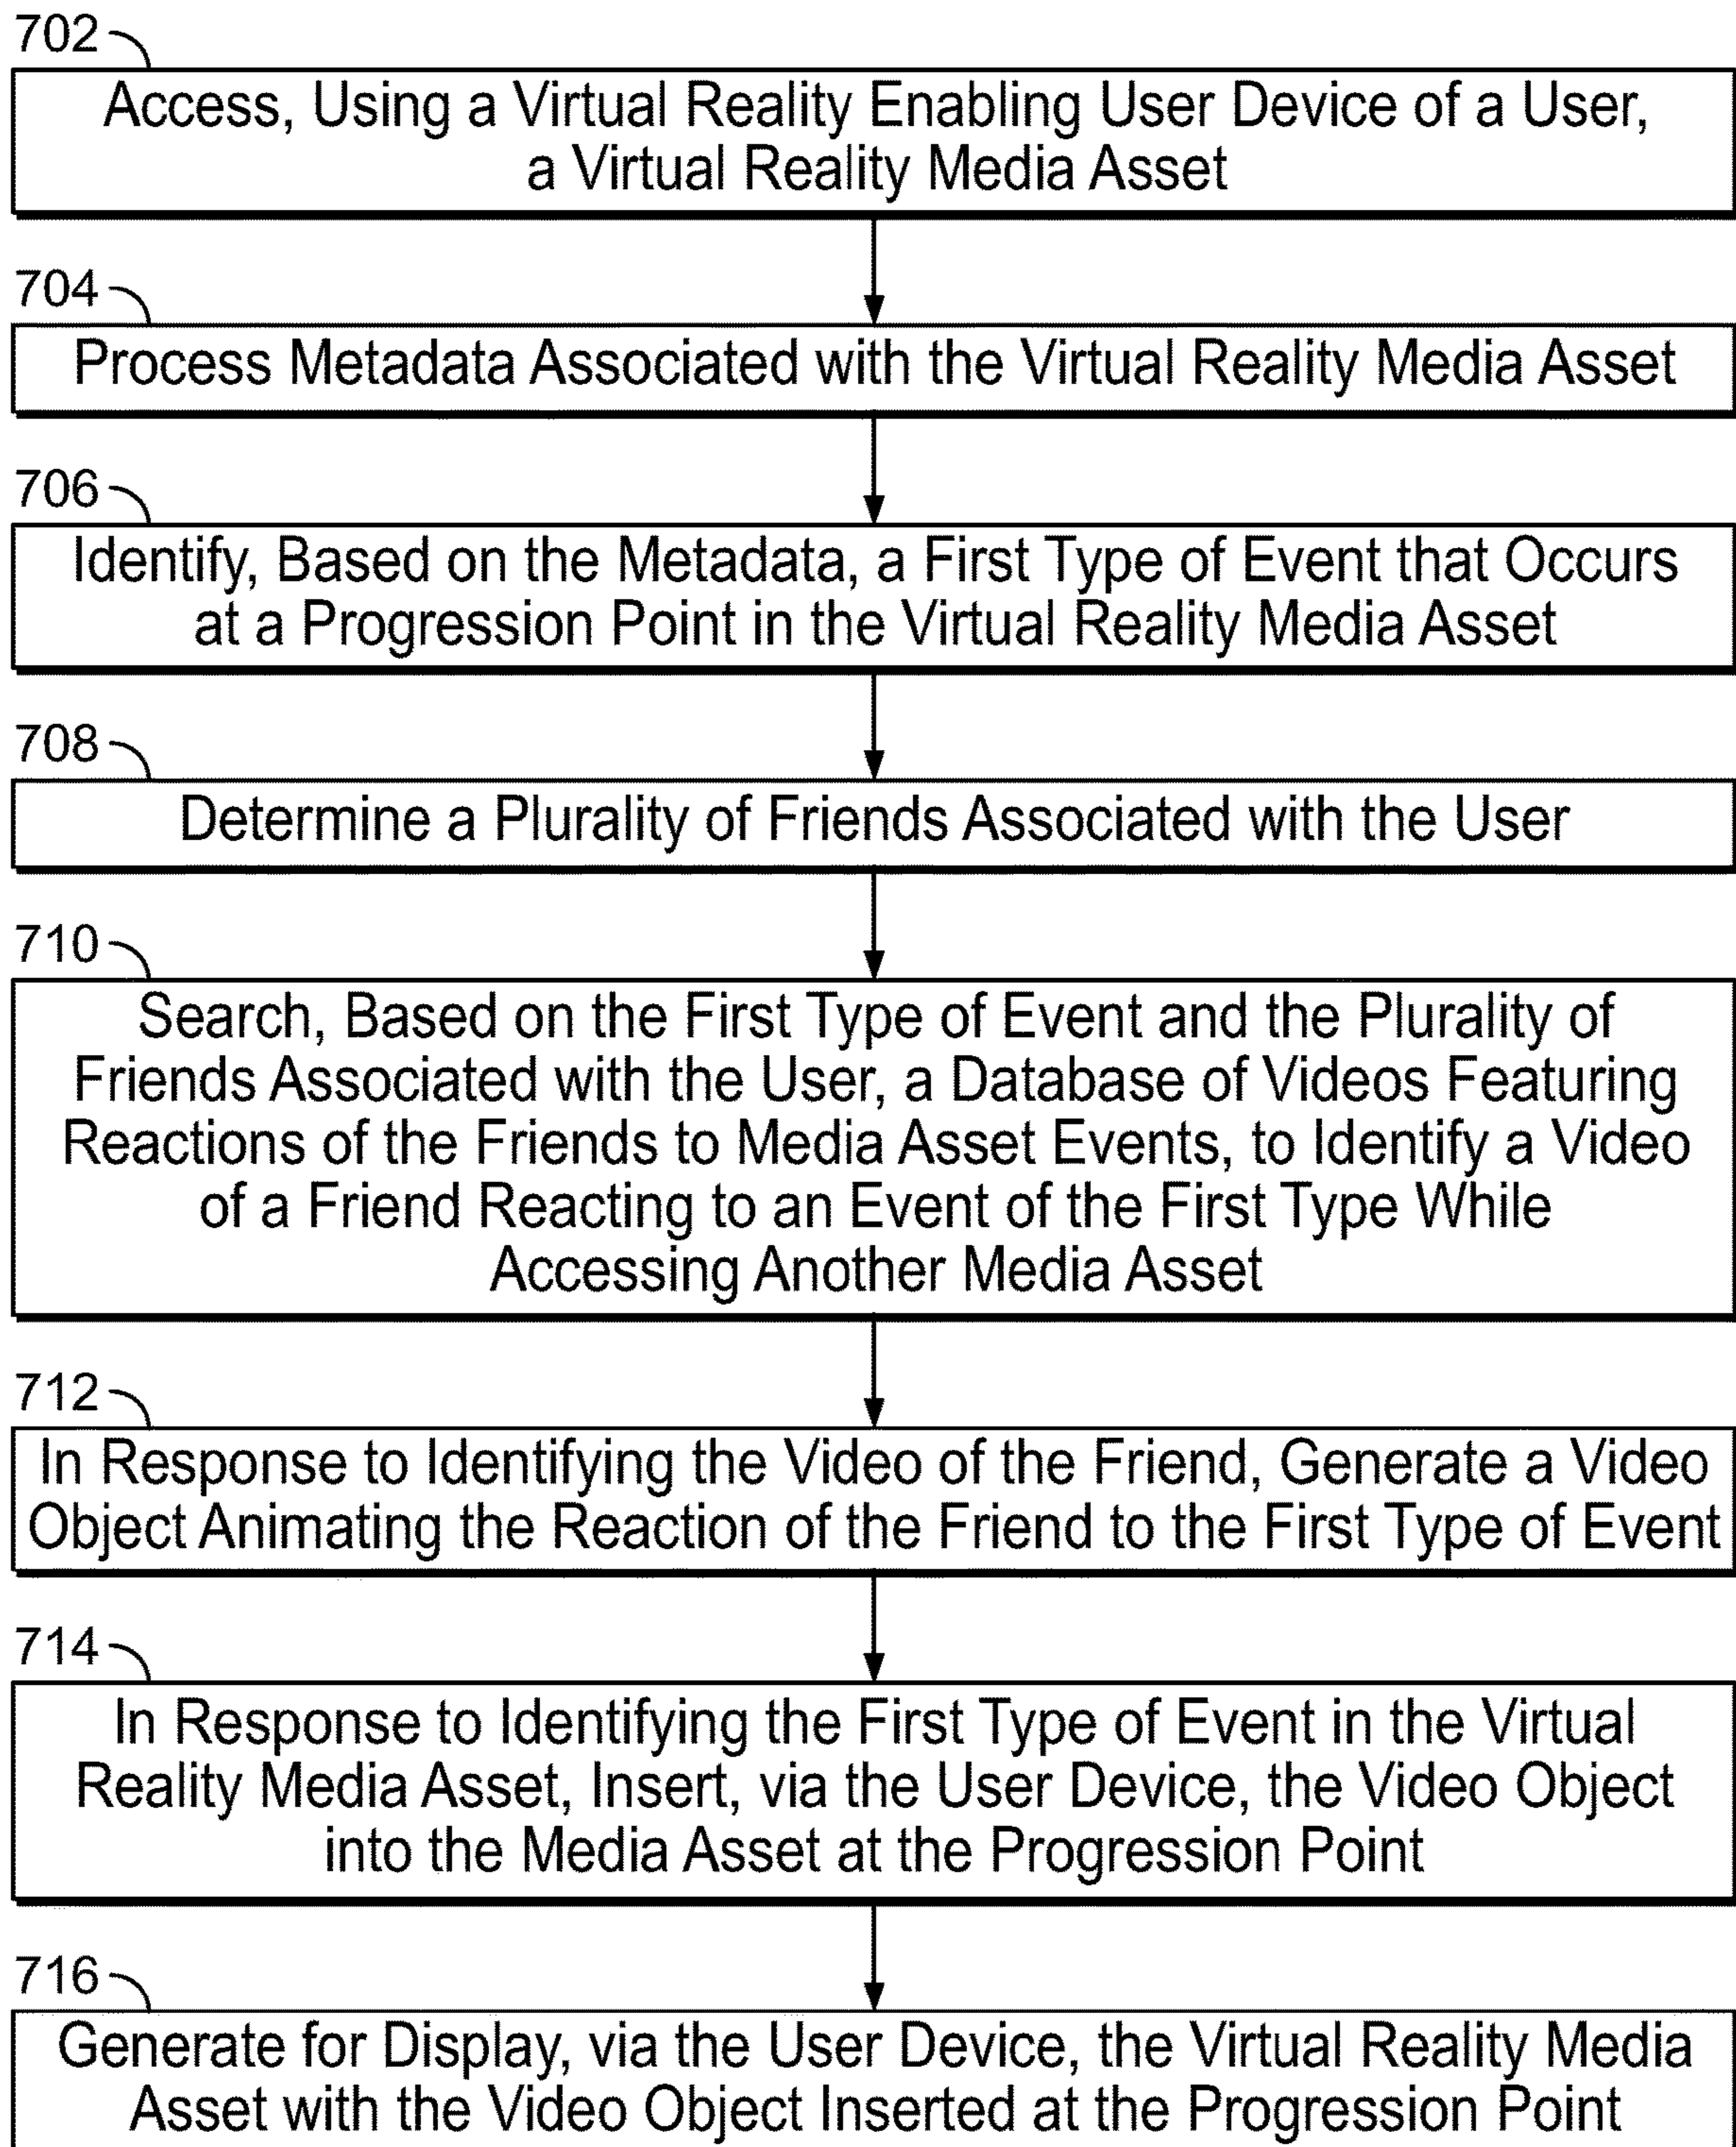 702
Access, Using a Virtual Reality Enabling User Device of a User,
a Virtual Reality Media Asset
704
Process Metadata Associated with the Virtual Reality Media Asset
706
Identify, Based on the Metadata, a First Type of Event that Occurs
at a Progression Point in the Virtual Reality Media Asset
708
Determine a Plurality of Friends Associated with the User
710
Search, Based on the First Type of Event and the Plurality of
Friends Associated with the User, a Database of Videos Featuring
Reactions of the Friends to Media Asset Events, to Identify a Video
of a Friend Reacting to an Event of the First Type While
Accessing Another Media Asset
712
In Response to Identifying the Video of the Friend, Generate a Video
Object Animating the Reaction of the Friend to the First Type of Event
714
In Response to Identifying the First Type of Event in the Virtual
Reality Media Asset, Insert, via the User Device, the Video Object
into the Media Asset at the Progression Point
716
Generate for Display, via the User Device, the Virtual Reality Media
Asset with the Video Object Inserted at the Progression Point